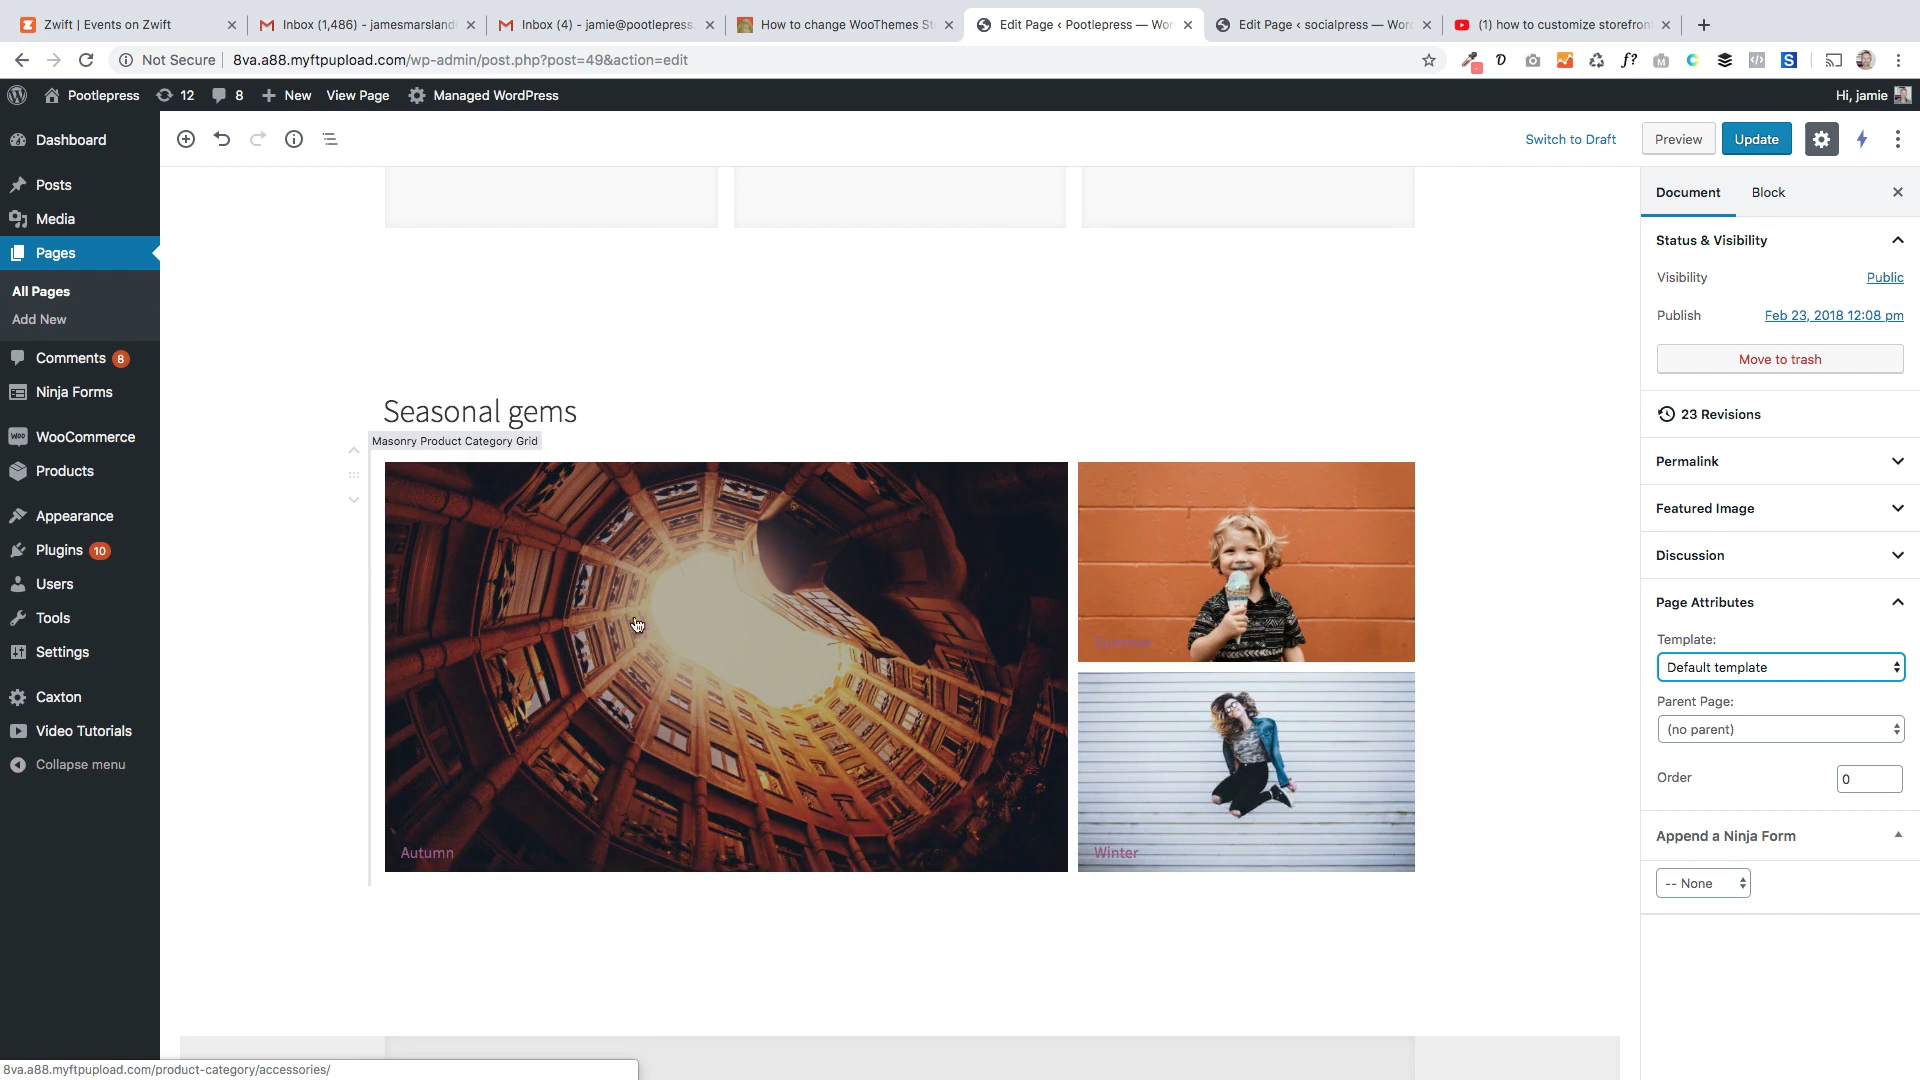 Zwift | Events on Zwift
Inbox (1,486) - jamesmarsland
Inbox (4) - jamie@pootlepress.
How to change WooThemes St
Edit Page ‹ Pootlepress — Wor
Edit Page ‹ socialpress — Word
(1) how to customize storefron
Not Secure
8va.a88.myftpupload.com/wp-admin/post.php?post=49&action=edit
Pootlepress
12
8
New
View Page
Managed WordPress
Hi, jamie
Dashboard
Posts
Media
Pages
All Pages
Add New
Comments 8
Ninja Forms
WooCommerce
Products
Appearance
Plugins 10
Users
Tools
Settings
Caxton
Video Tutorials
Collapse menu
Switch to Draft
Preview
Update
Seasonal gems
Masonry Product Category Grid
Autumn
Summer
Winter
Document
Block
Status & Visibility
Visibility
Public
Publish
Feb 23, 2018 12:08 pm
Move to trash
23 Revisions
Permalink
Featured Image
Discussion
Page Attributes
Template:
Default template
Parent Page:
(no parent)
Order
0
Append a Ninja Form
-- None
8va.a88.myftpupload.com/product-category/accessories/